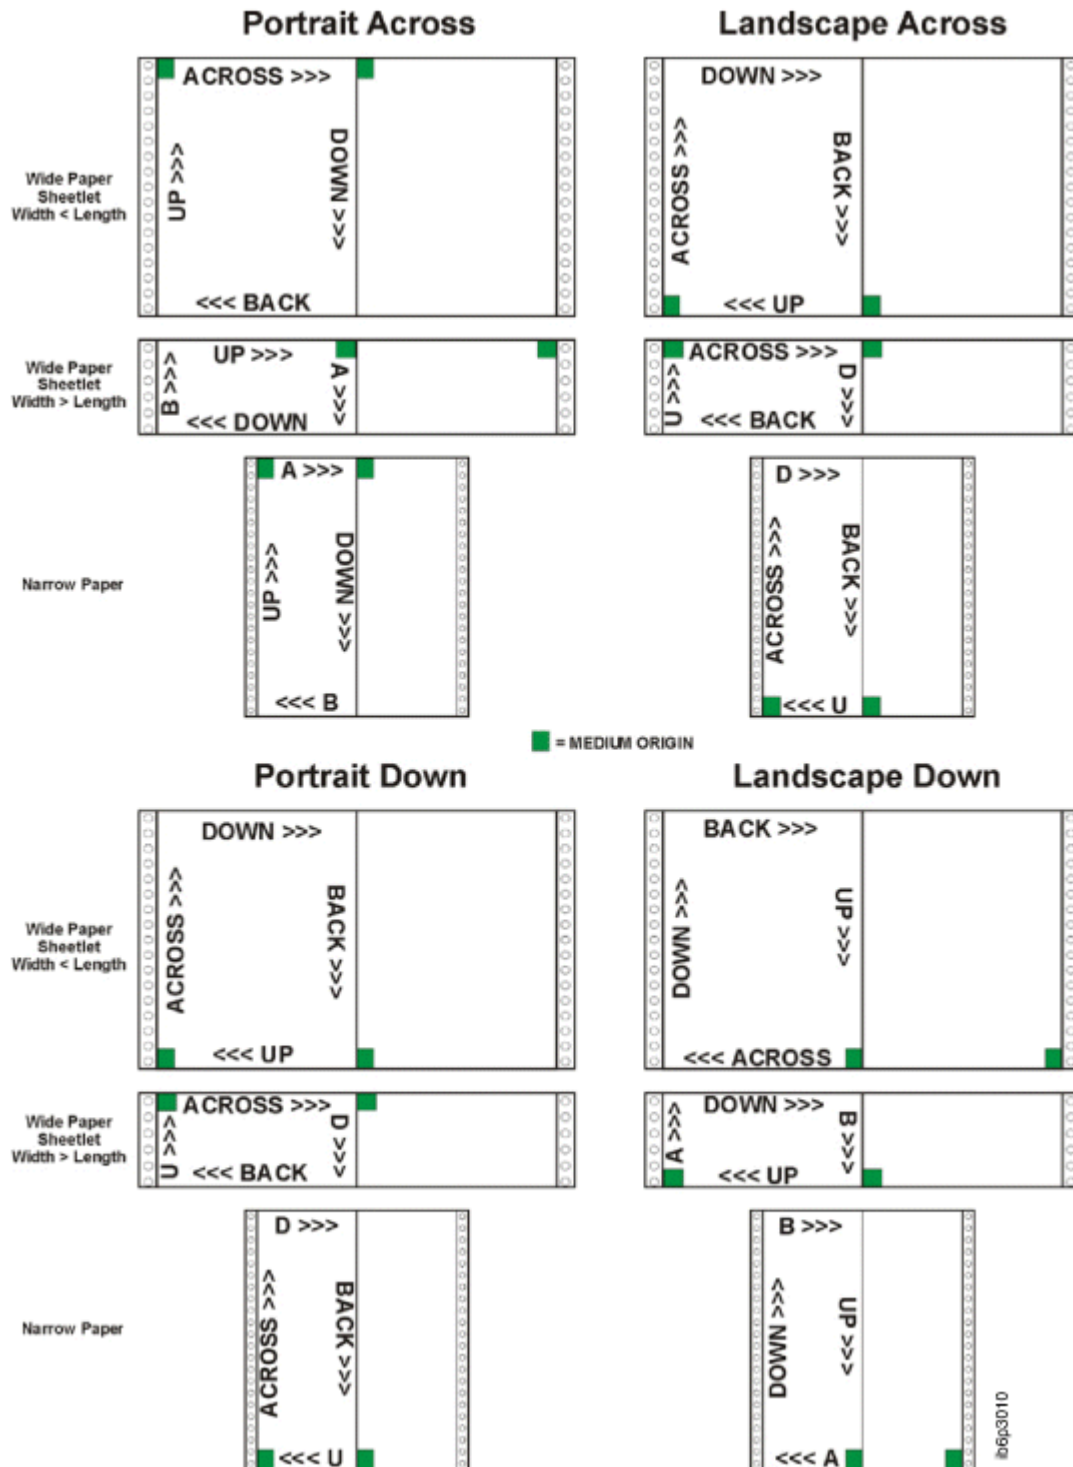 Portrait Across
Landscape Across
Wide Paper
Sheetlet
Width < Length
ACROSS >>>
UP >>>
DOWN >>>
<<< BACK
DOWN >>>
ACROSS >>>
BACK >>>
<<< UP
Wide Paper
Sheetlet
Width > Length
UP >>>
B >>>
A >>>
<<< DOWN
ACROSS >>>
U >>>
D >>>
<<< BACK
Narrow Paper
A >>>
UP >>>
DOWN >>>
<<< B
D >>>
ACROSS >>>
BACK >>>
<<< U
= MEDIUM ORIGIN
Portrait Down
Landscape Down
Wide Paper
Sheetlet
Width < Length
DOWN >>>
ACROSS >>>
BACK >>>
<<< UP
BACK >>>
DOWN >>>
UP >>>
<<< ACROSS
Wide Paper
Sheetlet
Width > Length
ACROSS >>>
U >>>
D >>>
<<< BACK
DOWN >>>
A >>>
B >>>
<<< UP
Narrow Paper
D >>>
ACROSS >>>
BACK >>>
<<< U
B >>>
DOWN >>>
UP >>>
<<< A
ib6p3010